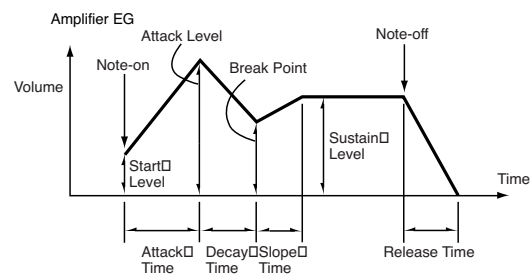 Amplifier EG
Attack Level
Note-off
Note-on
Break Point
Volume
Start□
Level
Sustain□
Level
Time
Attack□
Time
Decay□
Time
Slope□
Time
Release Time